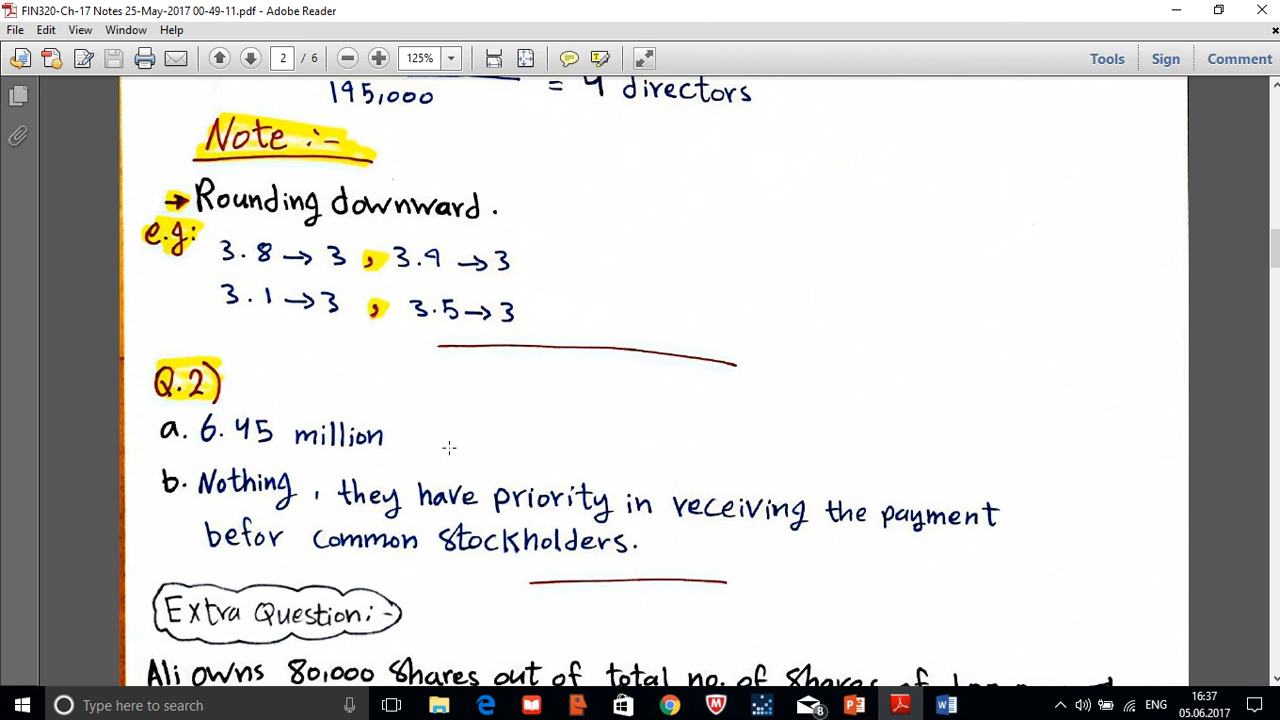 FIN320-Ch-17 Notes 25-May-2017 00-49-11.pdf - Adobe Reader
File Edit View Window Help
2 / 6 125% Tools Sign Comment
195,000 = 4 directors
Note :-
→ Rounding downward.
e.g:
3.8 → 3 , 3.9 → 3
3.1 → 3 , 3.5 → 3
Q.2)
a. 6.45 million
b. Nothing, they have priority in receiving the payment
befor common stockholders.
Extra Question:-
Ali owns 80,000 shares out of total no. of shares of
Type here to search
8
ENG
16:37
05.06.2017